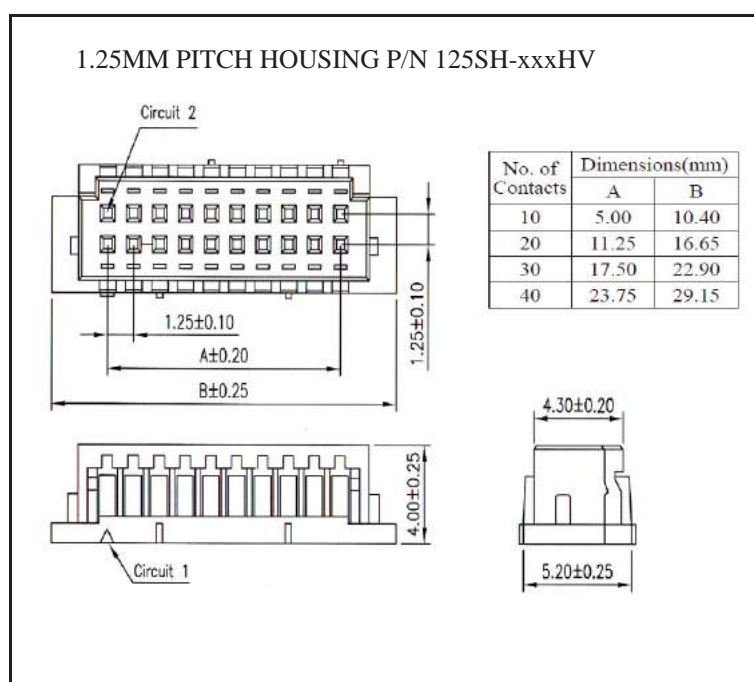 1.25MM PITCH HOUSING P/N 125SH-xxxHV
Circuit 2
1.25±0.10
A±0.20
B±0.25
1.25±0.10
No. of Contacts Dimensions(mm)
A B
10 5.00 10.40
20 11.25 16.65
30 17.50 22.90
40 23.75 29.15
4.00±0.25
Circuit 1
4.30±0.20
5.20±0.25